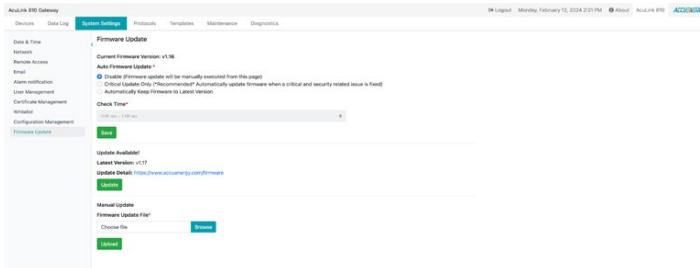 AcuLink 810 Gateway
Logout Monday, February 12, 2024 2:31 PM About AcuLink 810 ACCUENERGY
Devices Data Log System Settings Protocols Templates Maintenance Diagnostics
Date & Time
Network
Remote Access
Email
Alarm notification
User Management
Certificate Management
Whitelist
Configuration Management
Firmware Update
Firmware Update
Current Firmware Version: v1.16
Auto Firmware Update *
Disable (Firmware update will be manually executed from this page)
Critical Update Only (*Recommended* Automatically update firmware when a critical and security related issue is fixed)
Automatically Keep Firmware to Latest Version
Check Time*
Save
Update Available!
Latest Version: v1.17
Update Detail: https://www.accuenergy.com/firmware
Update
Manual Update
Firmware Update File*
Choose file Browse
Upload